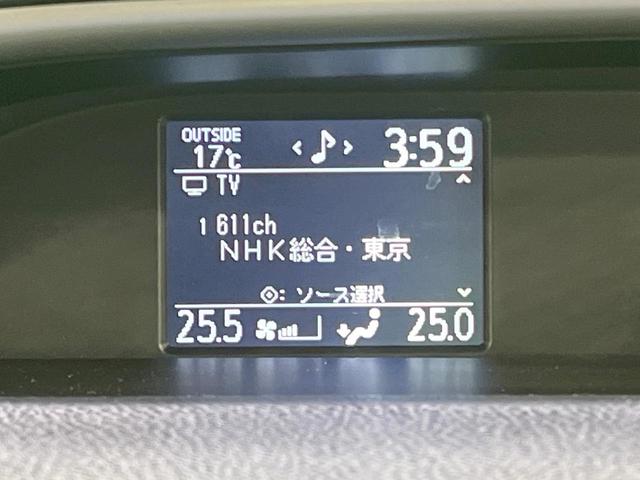 OUTSIDE 3:59
17℃
TV
1 611ch
NHK総合・東京
: ソース選択
25.5 25.0